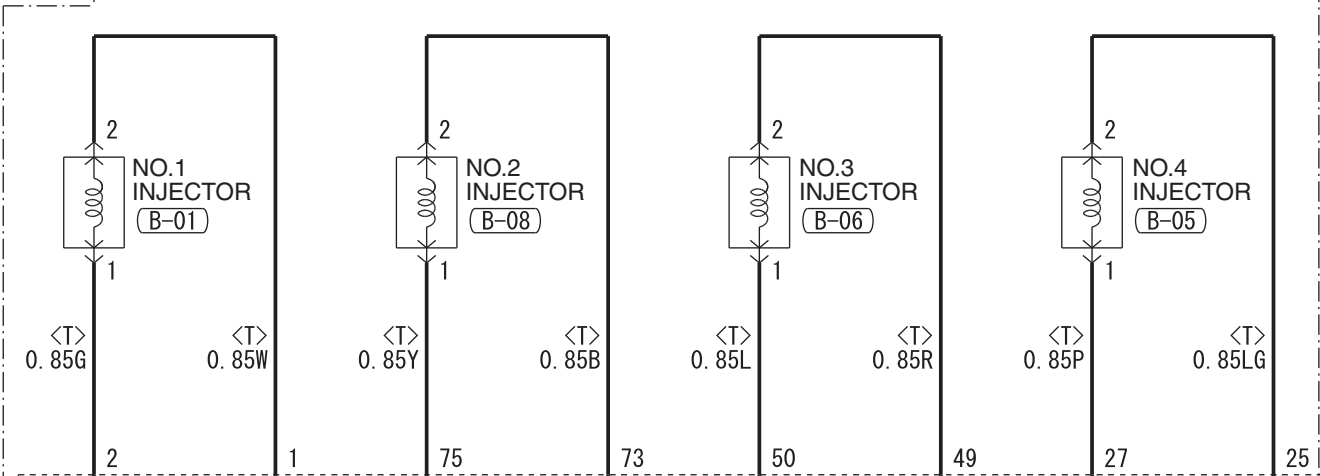 2 2 2 2
NO.1 NO.2 NO.3 NO.4
INJECTOR INJECTOR INJECTOR INJECTOR
B-01 B-08 B-06 B-05
1 1 1 1
<T> <T> <T> <T> <T> <T> <T> <T>
0.85G 0.85W 0.85Y 0.85B 0.85L 0.85R 0.85P 0.85LG
2 1 75 73 50 49 27 25